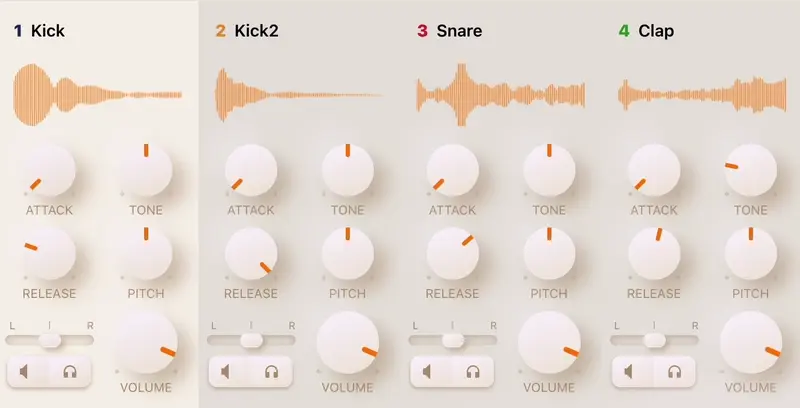 1 Kick
ATTACK TONE
RELEASE PITCH
L R
VOLUME
2 Kick2
ATTACK TONE
RELEASE PITCH
L R
VOLUME
3 Snare
ATTACK TONE
RELEASE PITCH
L R
VOLUME
4 Clap
ATTACK TONE
RELEASE PITCH
L R
VOLUME